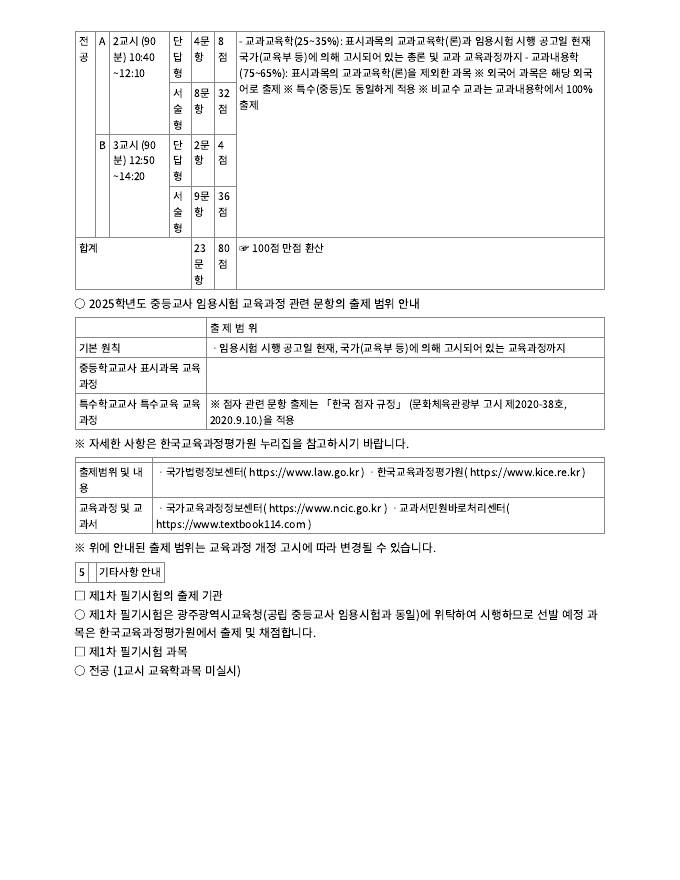 전공 A 2교시 (90분) 10:40 ~12:10 단답형 4문항 8점 - 교과교육학(25~35%): 표시과목의 교과교육학(론)과 임용시험 시행 공고일 현재
국가(교육부 등)에 의해 고시되어 있는 총론 및 교과 교육과정까지 - 교과내용학
(75~65%): 표시과목의 교과교육학(론)을 제외한 과목 ※ 외국어 과목은 해당 외국
어로 출제 ※ 특수(중등)도 동일하게 적용 ※ 비교수 교과는 교과내용학에서 100%
출제
서술형 8문항 32점
B 3교시 (90분) 12:50 ~14:20 단답형 2문항 4점
서술형 9문항 36점
합계 23문항 80점 ☞ 100점 만점 환산
○ 2025학년도 중등교사 임용시험 교육과정 관련 문항의 출제 범위 안내
출 제 범 위
기본 원칙 · 임용시험 시행 공고일 현재, 국가(교육부 등)에 의해 고시되어 있는 교육과정까지
중등학교교사 표시과목 교육
과정
특수학교교사 특수교육 교육
과정 ※ 점자 관련 문항 출제는 「한국 점자 규정」 (문화체육관광부 고시 제2020-38호,
2020.9.10.)을 적용
※ 자세한 사항은 한국교육과정평가원 누리집을 참고하시기 바랍니다.
출제범위 및 내
용 · 국가법령정보센터( https://www.law.go.kr ) · 한국교육과정평가원( https://www.kice.re.kr )
교육과정 및 교
과서 · 국가교육과정정보센터( https://www.ncic.go.kr ) · 교과서민원바로처리센터(
https://www.textbook114.com )
※ 위에 안내된 출제 범위는 교육과정 개정 고시에 따라 변경될 수 있습니다.
5 기타사항 안내
□ 제1차 필기시험의 출제 기관
○ 제1차 필기시험은 광주광역시교육청(공립 중등교사 임용시험과 동일)에 위탁하여 시행하므로 선발 예정 과
목은 한국교육과정평가원에서 출제 및 채점합니다.
□ 제1차 필기시험 과목
○ 전공 (1교시 교육학과목 미실시)